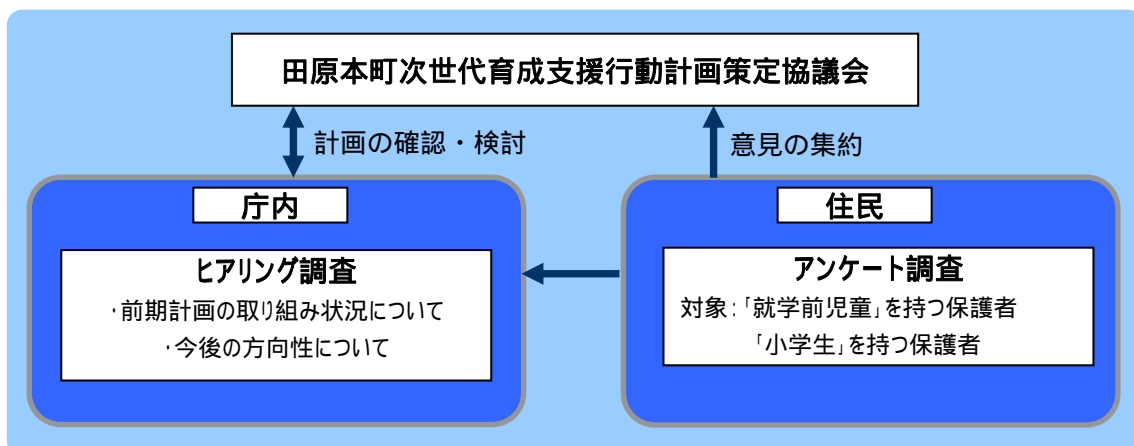 田原本町次世代育成支援行動計画策定協議会
計画の確認・検討
意見の集約
庁内
ヒアリング調査
・前期計画の取り組み状況について
・今後の方向性について
住民
アンケート調査
対象:「就学前児童」を持つ保護者
「小学生」を持つ保護者